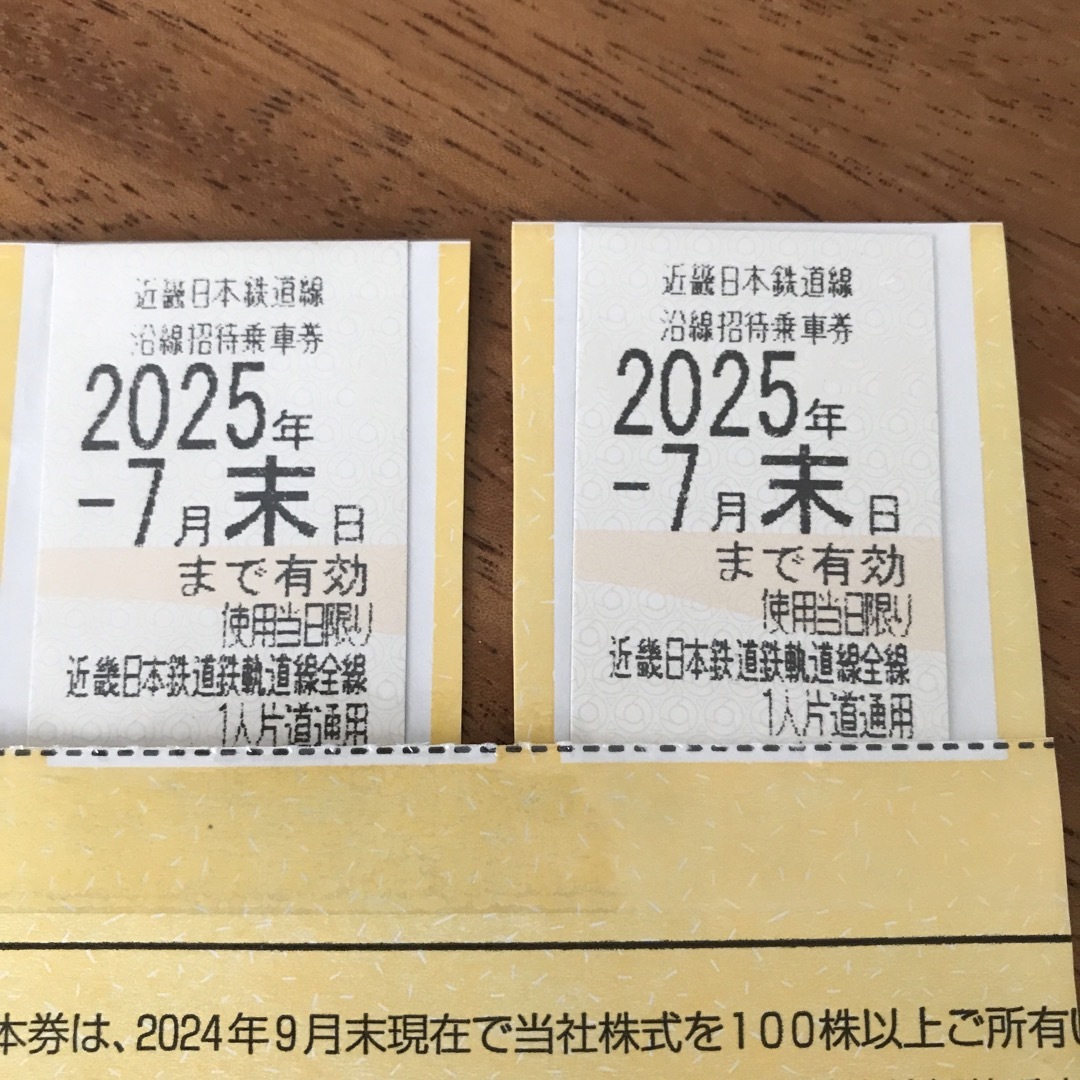 近畿日本鉄道線
沿線招待乗車券
2025年
-7月末日
まで有効
使用当日限り
近畿日本鉄道鉄軌道線全線
1人片道通用
近畿日本鉄道線
沿線招待乗車券
2025年
-7月末日
まで有効
使用当日限り
近畿日本鉄道鉄軌道線全線
1人片道通用
本券は、2024年9月末現在で当社株式を100株以上ご所有い